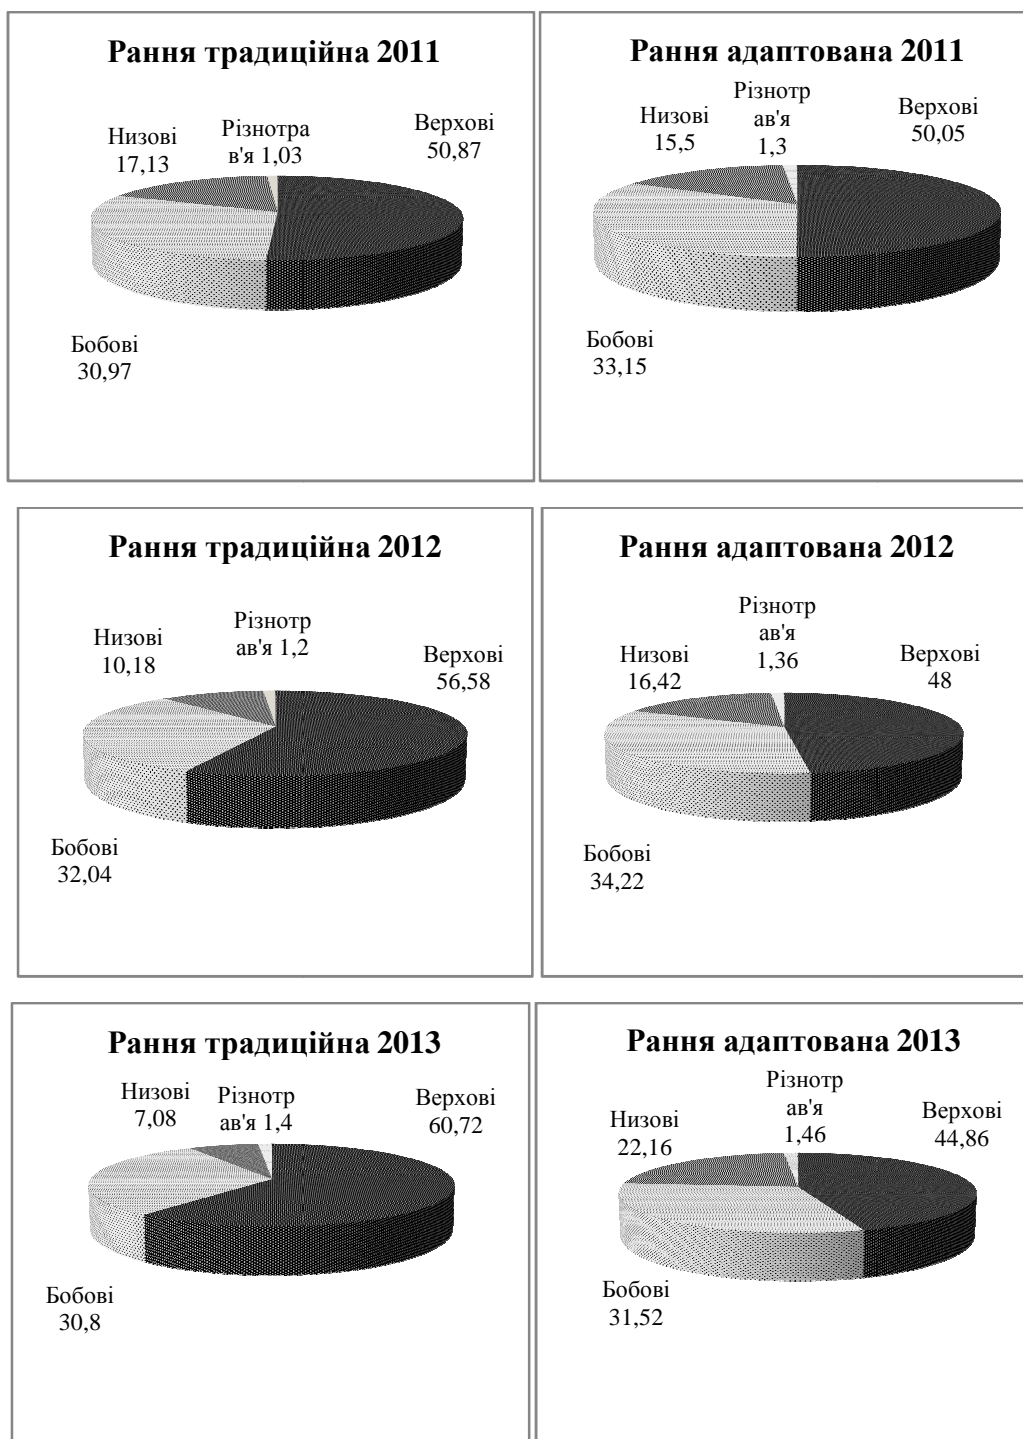 Рання традиційна 2011
Низові
17,13
Різнотра
в'я 1,03
Верхові
50,87
Бобові
30,97
Рання адаптована 2011
Низові
15,5
Різнотр
ав'я
1,3
Верхові
50,05
Бобові
33,15
Рання традиційна 2012
Низові
10,18
Різнотр
ав'я 1,2
Верхові
56,58
Бобові
32,04
Рання адаптована 2012
Низові
16,42
Різнотр
ав'я
1,36
Верхові
48
Бобові
34,22
Рання традиційна 2013
Низові
7,08
Різнотр
ав'я 1,4
Верхові
60,72
Бобові
30,8
Рання адаптована 2013
Низові
22,16
Різнотр
ав'я
1,46
Верхові
44,86
Бобові
31,52